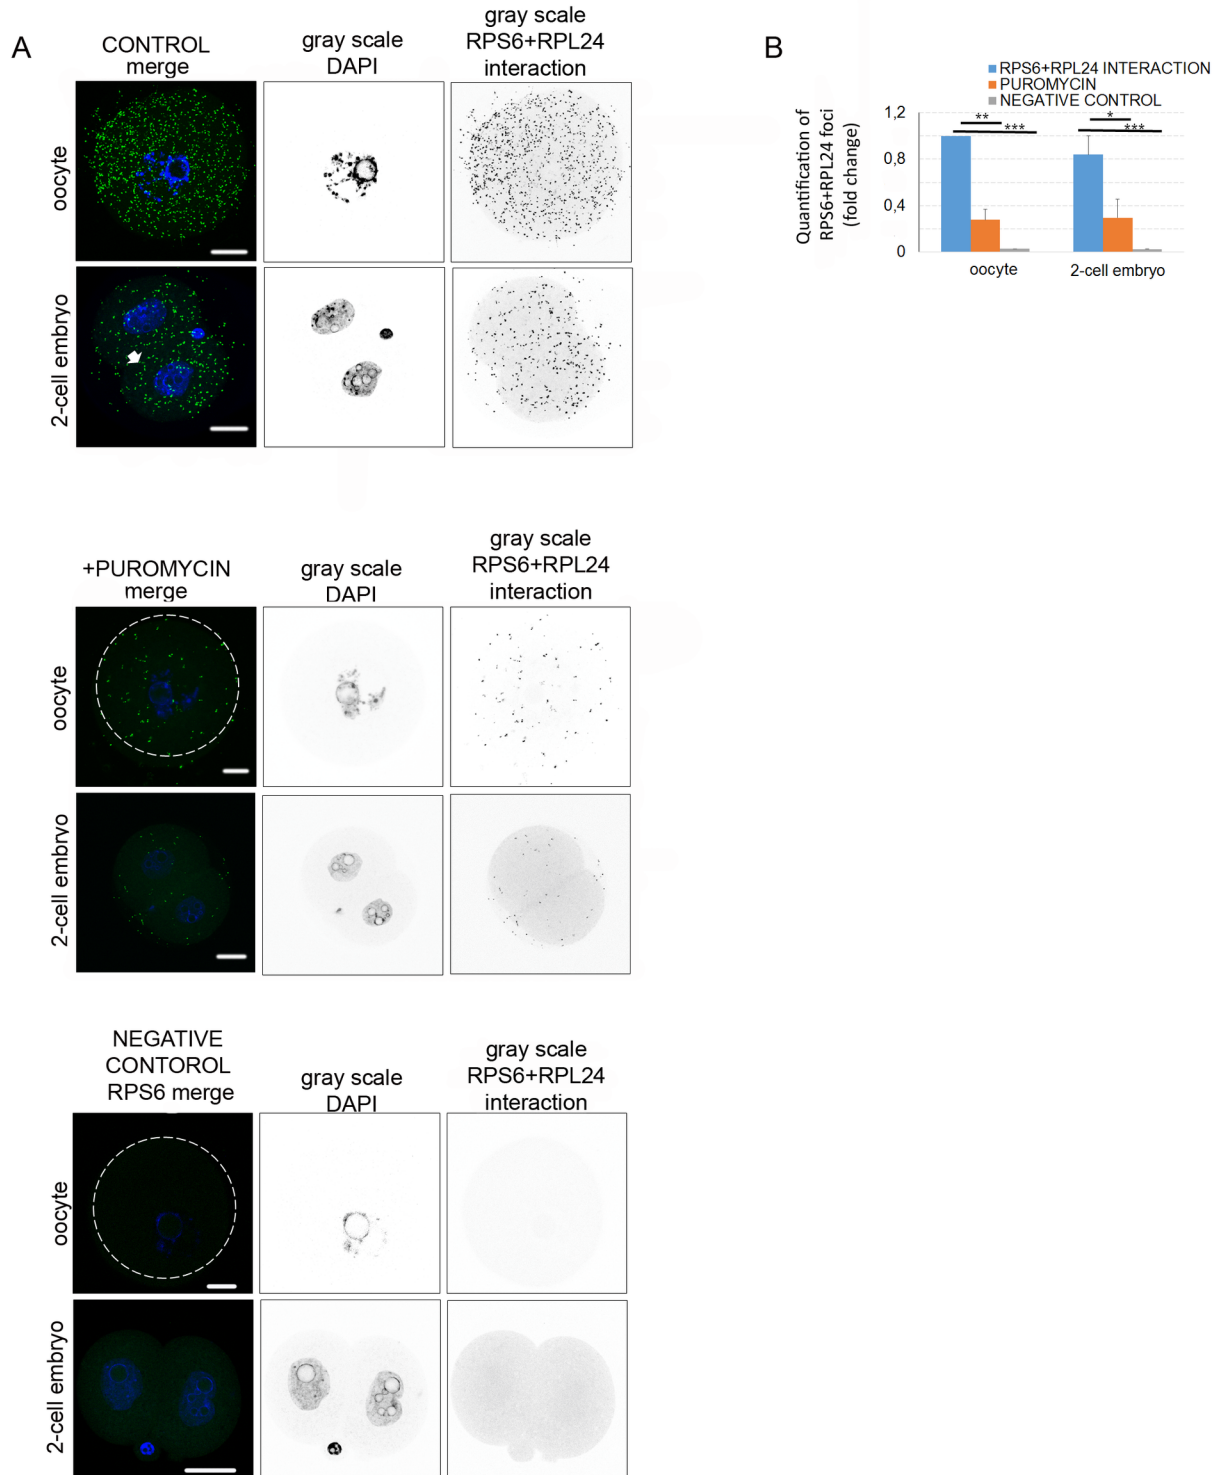 A
CONTROL
merge
gray scale
DAPI
gray scale
RPS6+RPL24
interaction
oocyte
2-cell embryo
+PUROMYCIN
merge
gray scale
DAPI
gray scale
RPS6+RPL24
interaction
oocyte
2-cell embryo
NEGATIVE
CONTOROL
RPS6 merge
gray scale
DAPI
gray scale
RPS6+RPL24
interaction
oocyte
2-cell embryo
B
RPS6+RPL24 INTERACTION
PUROMYCIN
NEGATIVE CONTROL
Quantification of
RPS6+RPL24 foci
(fold change)
1,2
0,8
0,4
0
**
***
*
***
oocyte
2-cell embryo